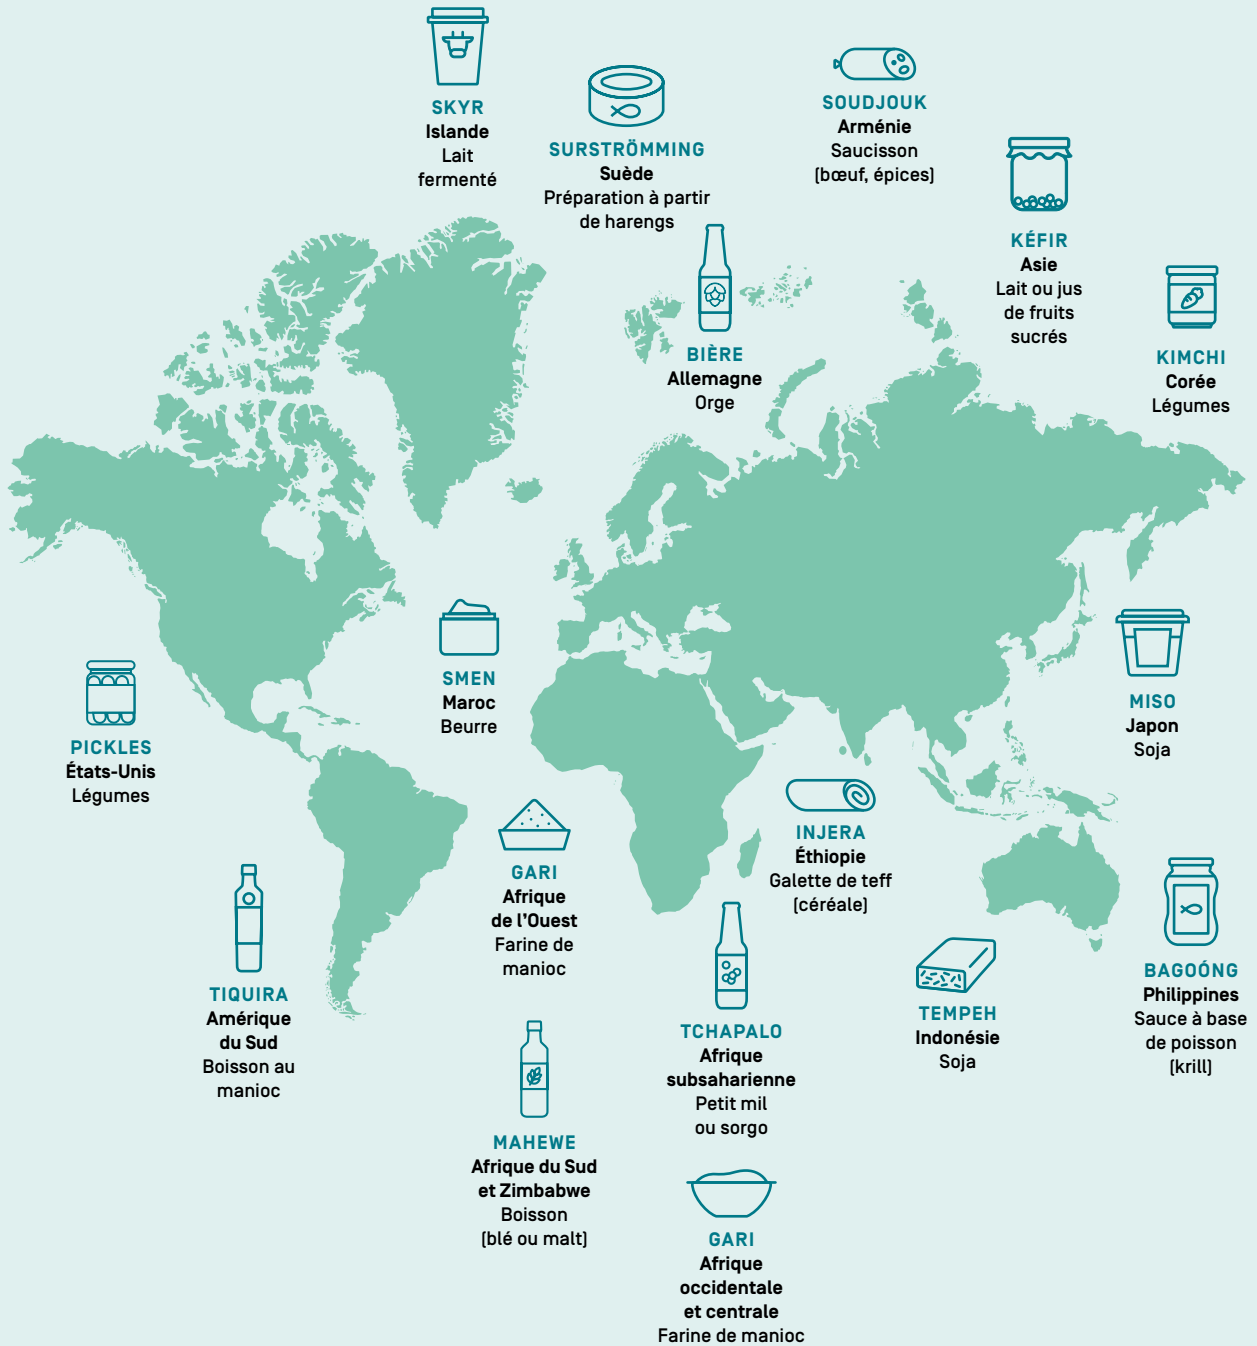 SKYR
Islande
Lait
fermenté
SURSTRÖMMING
Suède
Préparation à partir
de harengs
SOUDJOUK
Arménie
Saucisson
(bœuf, épices)
KÉFIR
Asie
Lait ou jus
de fruits
sucrés
KIMCHI
Corée
Légumes
BIÈRE
Allemagne
Orge
SMEN
Maroc
Beurre
PICKLES
États-Unis
Légumes
MISO
Japon
Soja
INJERA
Éthiopie
Galette de teff
(céréale)
GARI
Afrique
de l'Ouest
Farine de
manioc
TIQUIRA
Amérique
du Sud
Boisson au
manioc
TCHAPALO
Afrique
subsaharienne
Petit mil
ou sorgo
TEMPEH
Indonésie
Soja
BAGOÓNG
Philippines
Sauce à base
de poisson
(krill)
MAHEWE
Afrique du Sud
et Zimbabwe
Boisson
(blé ou malt)
GARI
Afrique
occidentale
et centrale
Farine de manioc